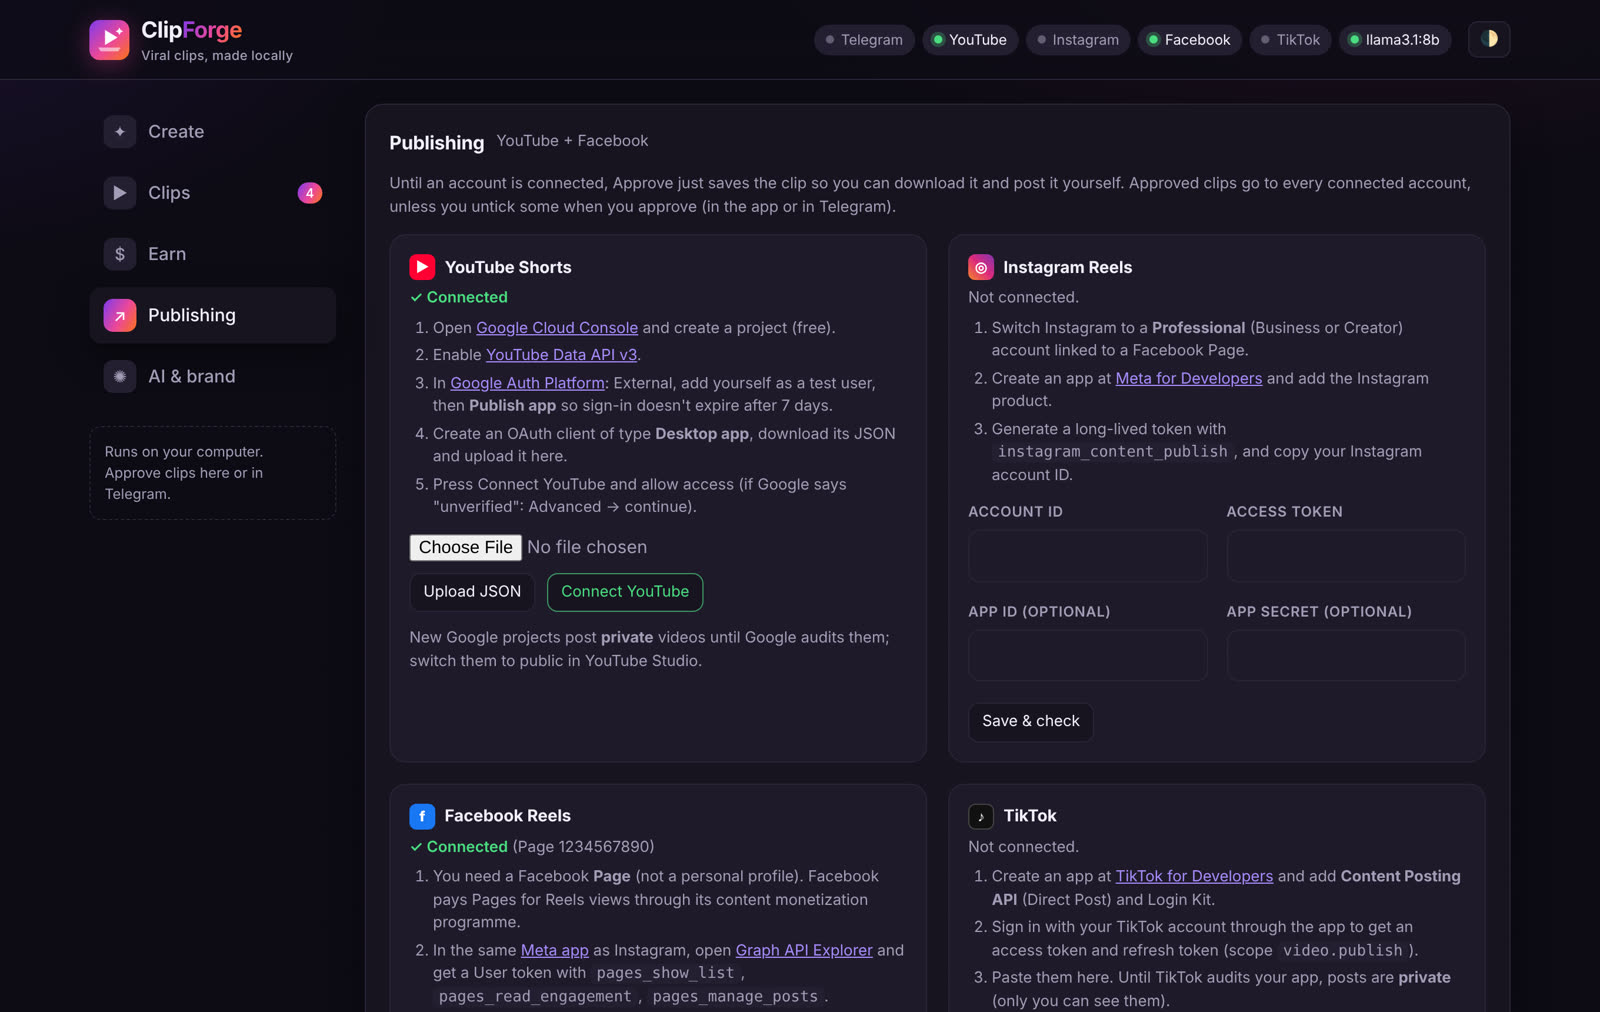 ClipForge
Viral clips, made locally
Telegram
YouTube
Instagram
Facebook
TikTok
llama3.1:8b
Create
Clips
4
$
Earn
Publishing
AI & brand
Runs on your computer.
Approve clips here or in
Telegram.
Publishing YouTube + Facebook
Until an account is connected, Approve just saves the clip so you can download it and post it yourself. Approved clips go to every connected account,
unless you untick some when you approve (in the app or in Telegram).
YouTube Shorts
✓ Connected
1. Open Google Cloud Console and create a project (free).
2. Enable YouTube Data API v3.
3. In Google Auth Platform: External, add yourself as a test user,
then Publish app so sign-in doesn't expire after 7 days.
4. Create an OAuth client of type Desktop app, download its JSON
and upload it here.
5. Press Connect YouTube and allow access (if Google says
"unverified": Advanced → continue).
Choose File No file chosen
Upload JSON
Connect YouTube
New Google projects post private videos until Google audits them;
switch them to public in YouTube Studio.
Instagram Reels
Not connected.
1. Switch Instagram to a Professional (Business or Creator)
account linked to a Facebook Page.
2. Create an app at Meta for Developers and add the Instagram
product.
3. Generate a long-lived token with
instagram_content_publish , and copy your Instagram
account ID.
ACCOUNT ID
ACCESS TOKEN
APP ID (OPTIONAL)
APP SECRET (OPTIONAL)
Save & check
f
Facebook Reels
✓ Connected (Page 1234567890)
1. You need a Facebook Page (not a personal profile). Facebook
pays Pages for Reels views through its content monetization
programme.
2. In the same Meta app as Instagram, open Graph API Explorer and
get a User token with pages_show_list ,
pages_read_engagement , pages_manage_posts .
TikTok
Not connected.
1. Create an app at TikTok for Developers and add Content Posting
API (Direct Post) and Login Kit.
2. Sign in with your TikTok account through the app to get an
access token and refresh token (scope video.publish ).
3. Paste them here. Until TikTok audits your app, posts are private
(only you can see them).